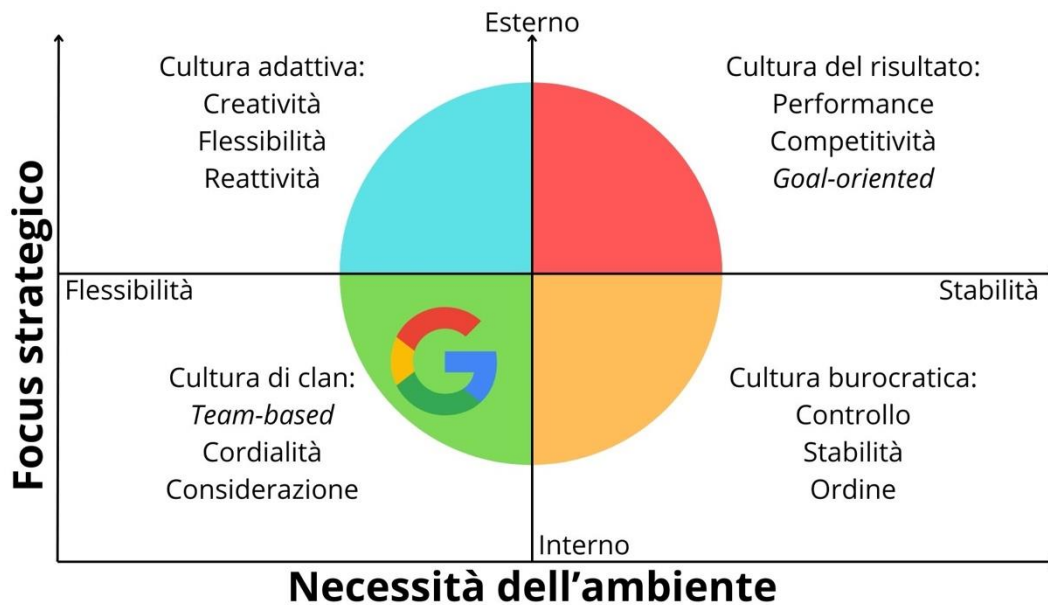 Esterno
Cultura adattiva:
Creatività
Flessibilità
Reattività
Cultura del risultato:
Performance
Competitività
Goal-oriented
Focus strategico
Flessibilità
Stabilità
Cultura di clan:
Team-based
Cordialità
Considerazione
Cultura burocratica:
Controllo
Stabilità
Ordine
Interno
Necessità dell’ambiente